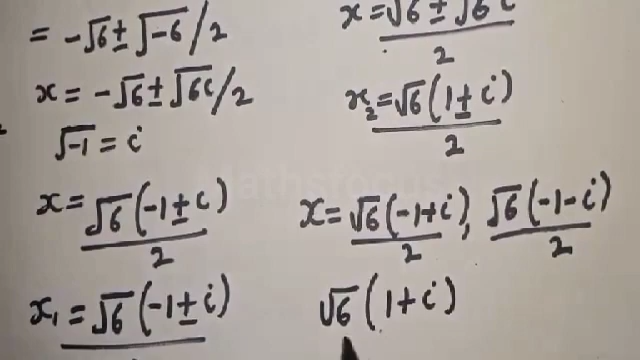 = -√6 ± √-6 / 2
x = -√6 ± √6i / 2
√-1 = i
x = √6 (-1 ± i) / 2
x₁ = √6 (-1 ± i)
x = √6 ± √6 i / 2
x₂ = √6 (1 ± i) / 2
x = √6 (-1 + i) / 2 , √6 (-1 - i) / 2
√6 (1 + i)